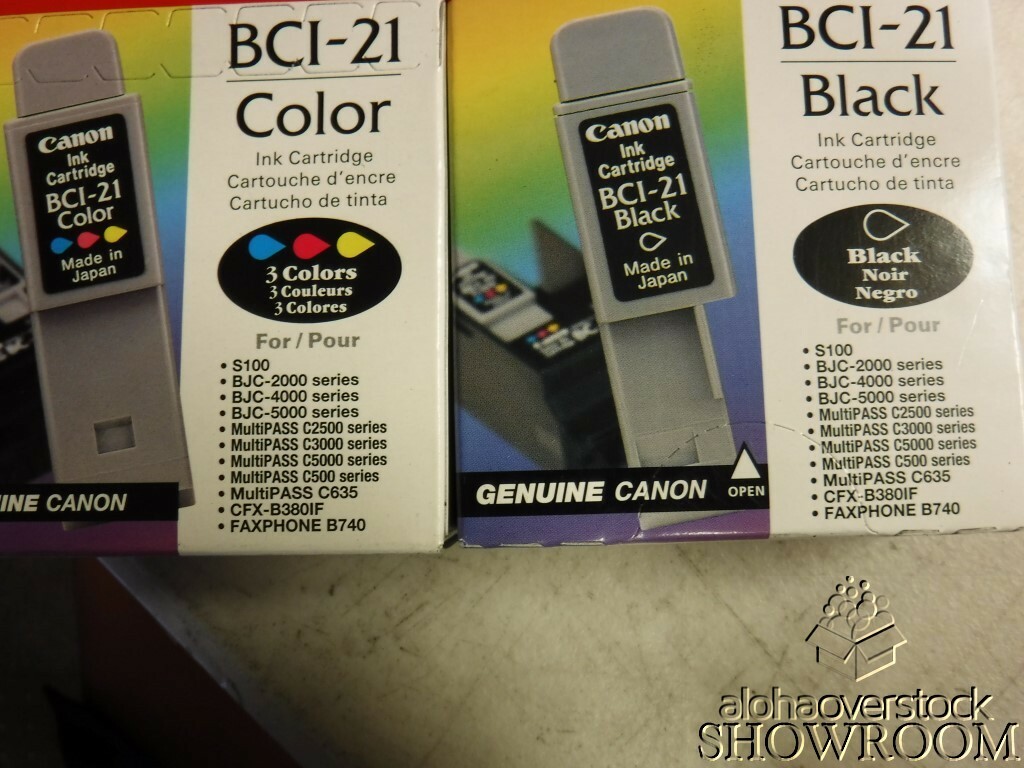 BCI-21
Color
Ink Cartridge
Cartouche d'encre
Cartucho de tinta
3 Colors
3 Couleurs
3 Colores
For / Pour
• S100
• BJC-2000 series
• BJC-4000 series
• BJC-5000 series
• MultiPASS C2500 series
• MultiPASS C3000 series
• MultiPASS C5000 series
• MultiPASS C500 series
• MultiPASS C635
• CFX-B380IF
• FAXPHONE B740
Canon
Ink
Cartridge
BCI-21
Color
Made in
Japan
INE CANON
BCI-21
Black
Ink Cartridge
Cartouche d'encre
Cartucho de tinta
Black
Noir
Negro
For / Pour
• S100
• BJC-2000 series
• BJC-4000 series
• BJC-5000 series
• MultiPASS C2500 series
• MultiPASS C3000 series
• MultiPASS C5000 series
• MultiPASS C500 series
• MultiPASS C635
• CFX-B380IF
• FAXPHONE B740
Canon
Ink
Cartridge
BCI-21
Black
Made in
Japan
GENUINE CANON
OPEN
alohaoverstock
SHOWROOM